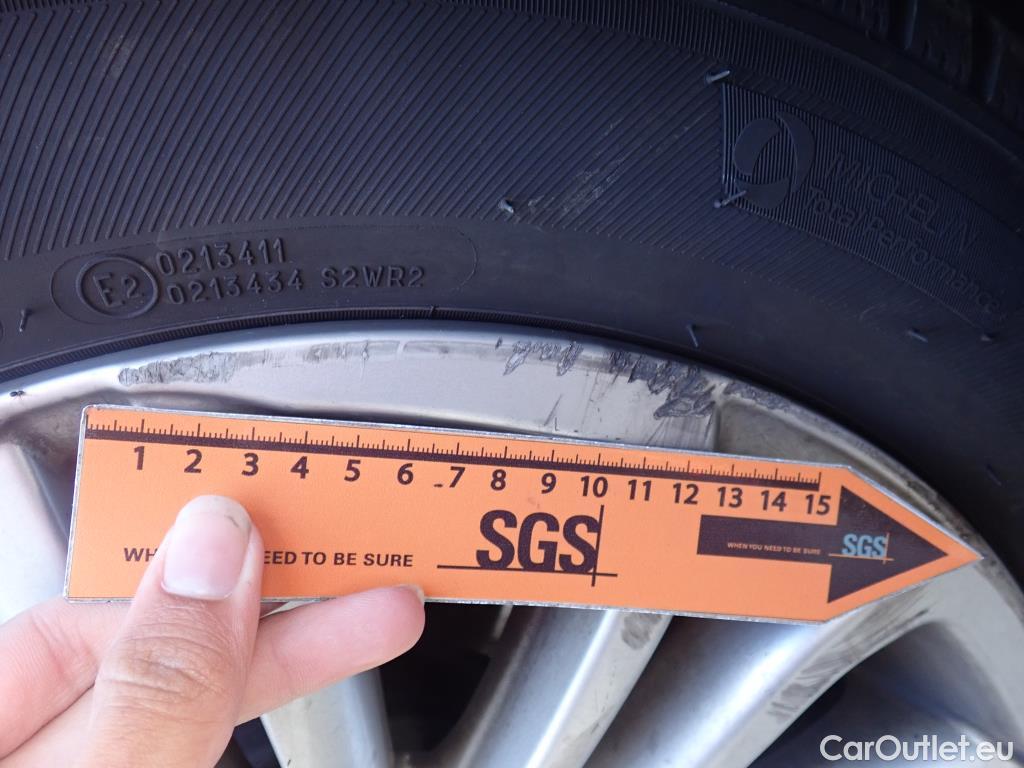 MICHELIN
Total Performance
E2
0213411
0213434 S2WR2
1 2 3 4 5 6 7 8 9 10 11 12 13 14 15
SGS
WHEN YOU NEED TO BE SURE
SGS
EED TO BE SURE
CarOutlet.eu